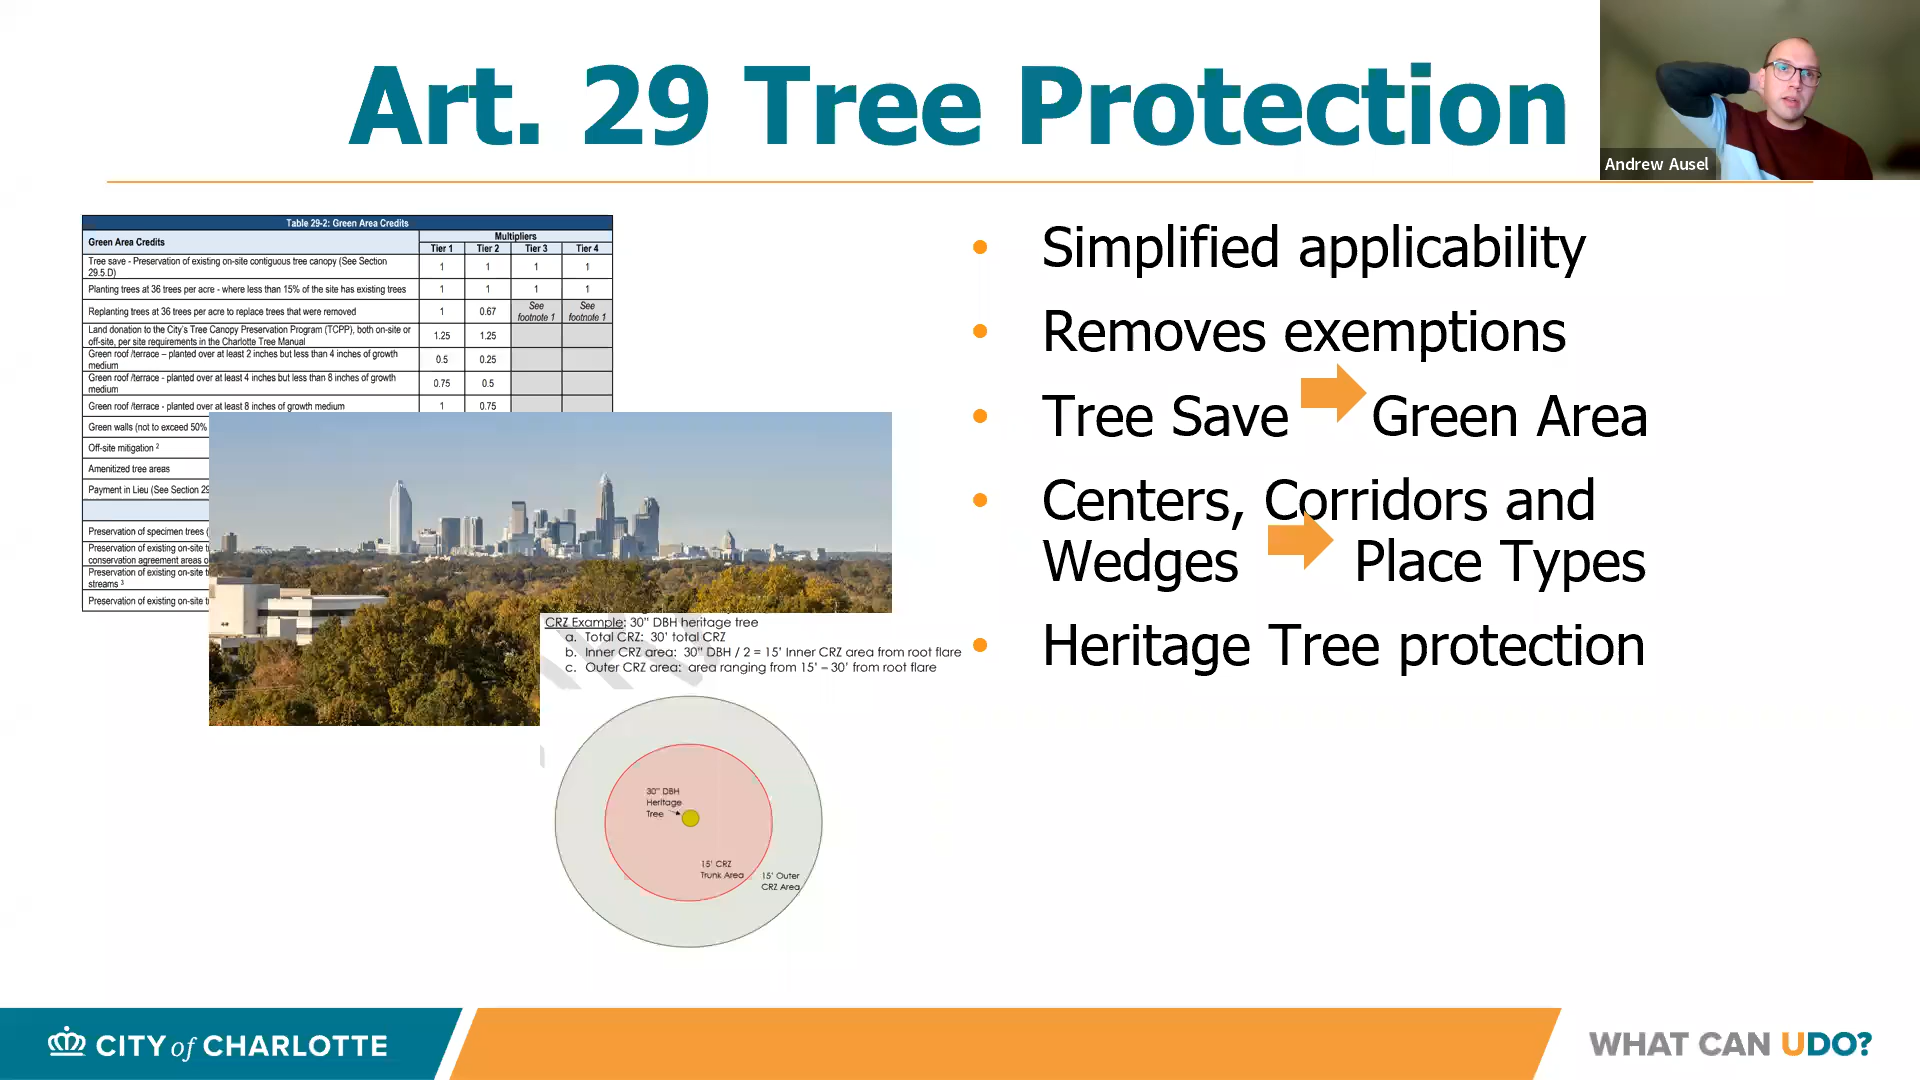 Art. 29 Tree Protection
Andrew Ausel
Table 29-2: Green Area Credits
Green Area Credits
Multipliers
Tier 1 Tier 2 Tier 3 Tier 4
Tree save - Preservation of existing on-site contiguous tree canopy (See Section
29.5.D)
1 1 1 1
Planting trees at 36 trees per acre - where less than 15% of the site has existing trees 1 1 1 1
Replanting trees at 36 trees per acre to replace trees that were removed 1 0.67 See footnote 1 See footnote 1
Land donation to the City's Tree Canopy Preservation Program (TCPP), both on-site or
off-site, per site requirements in the Charlotte Tree Manual
1.25 1.25
Green roof /terrace – planted over at least 2 inches but less than 4 inches of growth
medium
0.5 0.25
Green roof /terrace - planted over at least 4 inches but less than 8 inches of growth
medium
0.75 0.5
Green roof /terrace - planted over at least 8 inches of growth medium 1 0.75
Green walls (not to exceed 50%
Off-site mitigation 2
Amenitized tree areas
Payment in Lieu (See Section 29
Preservation of specimen trees (
Preservation of existing on-site t
conservation agreement areas o
Preservation of existing on-site t
streams 3
Preservation of existing on-site t
CRZ Example: 30" DBH heritage tree
a. Total CRZ: 30' total CRZ
b. Inner CRZ area: 30" DBH / 2 = 15' Inner CRZ area from root flare
c. Outer CRZ area: area ranging from 15' – 30' from root flare
30" DBH
Heritage
Tree
15' CRZ
Trunk Area
15' Outer
CRZ Area
• Simplified applicability
• Removes exemptions
• Tree Save Green Area
• Centers, Corridors and
Wedges Place Types
• Heritage Tree protection
CITY of CHARLOTTE
WHAT CAN UDO?